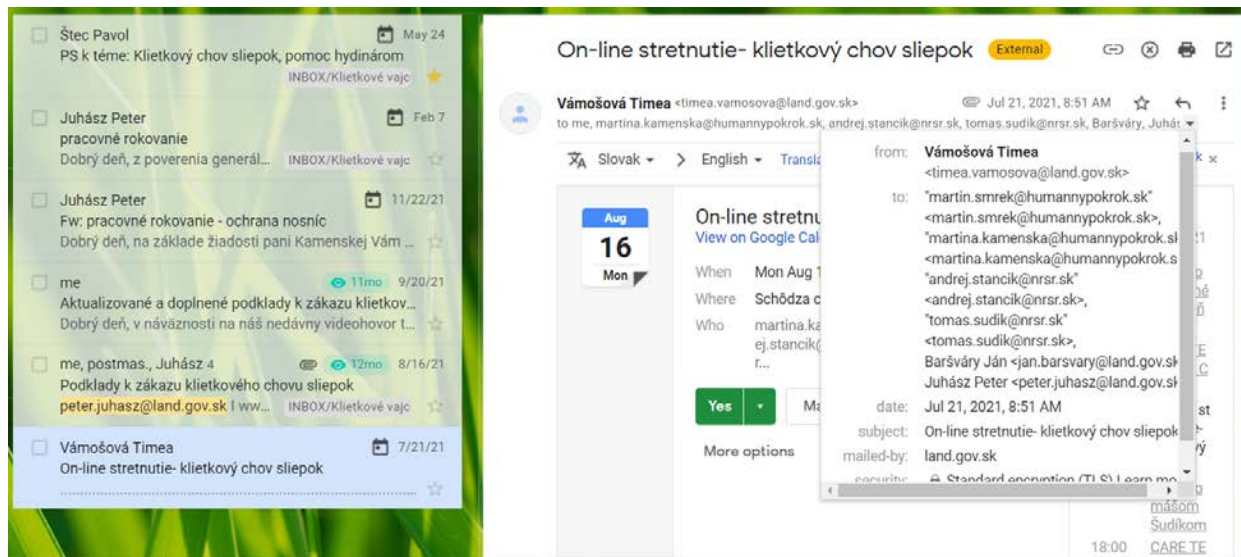 Štec Pavol May 24
PS k téme: Klietkový chov sliepok, pomoc hydinárom
INBOX/Klietkové vajc
Juhász Peter Feb 7
pracovné rokovanie
Dobrý deň, z poverenia generál... INBOX/Klietkové vajc
Juhász Peter 11/22/21
Fw: pracovné rokovanie - ochrana nosníc
Dobrý deň, na základe žiadosti pani Kamenskej Vám ...
me 11mo 9/20/21
Aktualizované a doplnené podklady k zákazu klietkov...
Dobrý deň, v náväznosti na náš nedávny videohovor t...
me, postmas., Juhász 4 12mo 8/16/21
Podklady k zákazu klietkového chovu sliepok
peter.juhasz@land.gov.sk I ww... INBOX/Klietkové vajc
Vámošová Timea 7/21/21
On-line stretnutie- klietkový chov sliepok
On-line stretnutie- klietkový chov sliepok External
Vámošová Timea <timea.vamosova@land.gov.sk> Jul 21, 2021, 8:51 AM
to me, martina.kamenska@humannypokrok.sk, andrej.stancik@nrsr.sk, tomas.sudik@nrsr.sk, Baršváry, Juhás
Slovak > English Transla k ×
Aug
16
Mon
On-line stretnu
View on Google Cal
When Mon Aug 1
Where Schôdza c
Who martina.ka
ej.stancik(
r...
Yes Ma
More options
from: Vámošová Timea
<timea.vamosova@land.gov.sk>
to: "martin.smrek@humannypokrok.sk"
<martin.smrek@humannypokrok.sk>,
"martina.kamenska@humannypokrok.sk
<martina.kamenska@humannypokrok.s
"andrej.stancik@nrsr.sk"
<andrej.stancik@nrsr.sk>,
"tomas.sudik@nrsr.sk"
<tomas.sudik@nrsr.sk>,
Baršváry Ján <jan.barsvary@land.gov.sk
Juhász Peter <peter.juhasz@land.gov.sk
date: Jul 21, 2021, 8:51 AM
subject: On-line stretnutie- klietkový chov sliepok
mailed-by: land.gov.sk
security: Standard encryption (TLS) Learn mo
mášom
Šudíkom
18:00 CARE TE